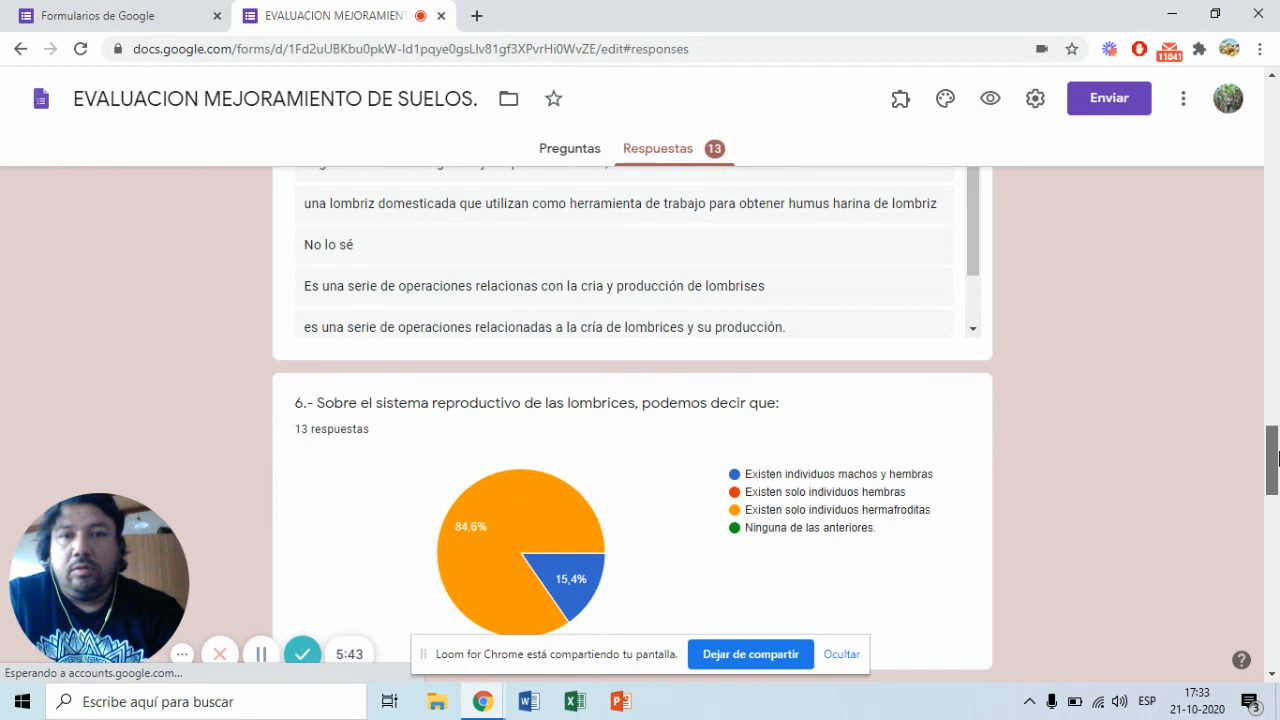 Formularios de Google
EVALUACION MEJORAMIENT
docs.google.com/forms/d/1Fd2uUBKbu0pkW-Id1pqye0gsLlv81gf3XPvrHi0WvZE/edit#responses
11041
EVALUACION MEJORAMIENTO DE SUELOS.
Enviar
Preguntas
Respuestas 13
una lombriz domesticada que utilizan como herramienta de trabajo para obtener humus harina de lombriz
No lo sé
Es una serie de operaciones relacionas con la cria y producción de lombrises
es una serie de operaciones relacionadas a la cría de lombrices y su producción.
6.- Sobre el sistema reproductivo de las lombrices, podemos decir que:
13 respuestas
84,6%
15,4%
Existen individuos machos y hembras
Existen solo individuos hembras
Existen solo individuos hermafroditas
Ninguna de las anteriores.
5:43
Loom for Chrome está compartiendo tu pantalla.
Dejar de compartir
Ocultar
Esperando a accounts.google.com...
Escribe aquí para buscar
ESP
17:33
21-10-2020
3